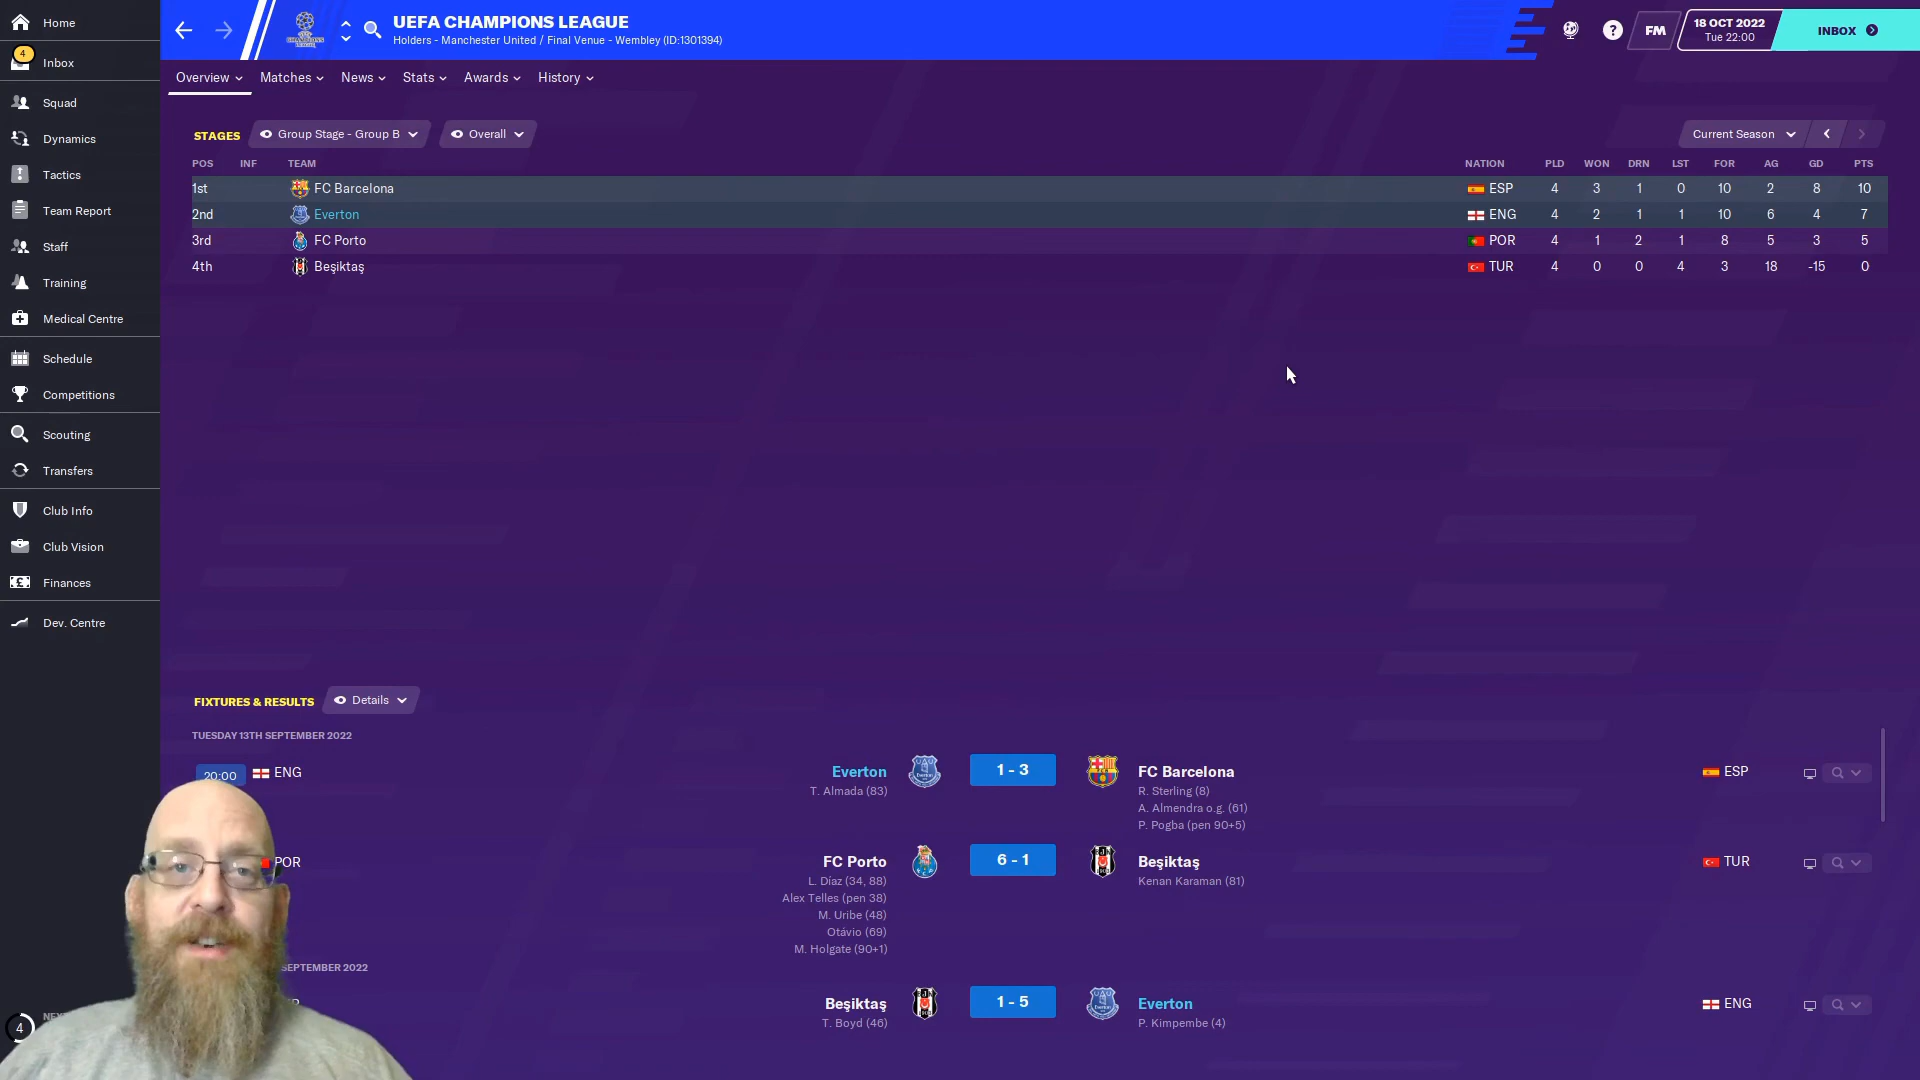 Home
4
Inbox
Squad
Dynamics
Tactics
Team Report
Staff
Training
Medical Centre
Schedule
Competitions
Scouting
Transfers
Club Info
Club Vision
Finances
Dev. Centre
4
UEFA CHAMPIONS LEAGUE
Holders - Manchester United / Final Venue - Wembley (ID:1301394)
FM
18 OCT 2022
Tue 22:00
INBOX
Overview Matches News Stats Awards History
STAGES Group Stage - Group B Overall Current Season
POS INF TEAM NATION PLD WON DRN LST FOR AG GD PTS
1st FC Barcelona ESP 4 3 1 0 10 2 8 10
2nd Everton ENG 4 2 1 1 10 6 4 7
3rd FC Porto POR 4 1 2 1 8 5 3 5
4th Beşiktaş TUR 4 0 0 4 3 18 -15 0
FIXTURES & RESULTS Details
TUESDAY 13TH SEPTEMBER 2022
20:00 ENG Everton 1 - 3 FC Barcelona ESP
T. Almada (83) R. Sterling (8)
A. Almendra o.g. (61)
P. Pogba (pen 90+5)
POR FC Porto 6 - 1 Beşiktaş TUR
L. Díaz (34, 88) Kenan Karaman (81)
Alex Telles (pen 38)
M. Uribe (48)
Otávio (69)
M. Holgate (90+1)
SEPTEMBER 2022
Beşiktaş 1 - 5 Everton ENG
T. Boyd (46) P. Kimpembe (4)